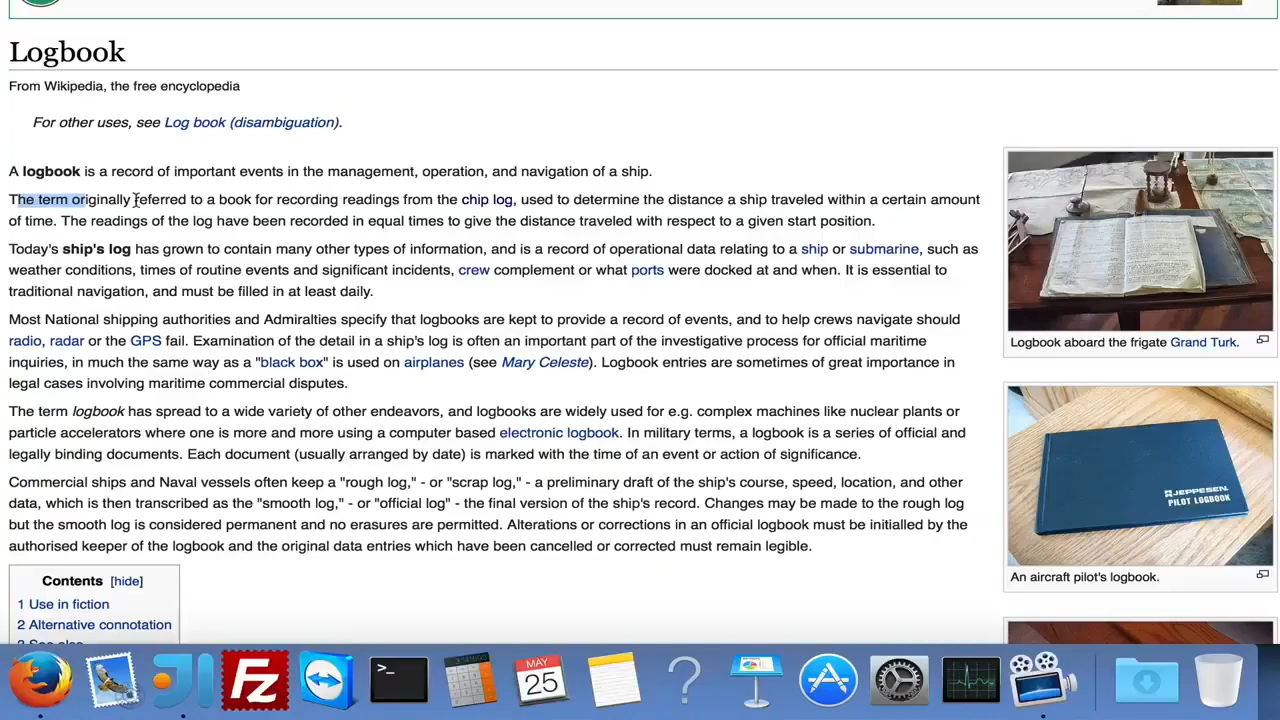 Logbook
From Wikipedia, the free encyclopedia
For other uses, see Log book (disambiguation).
A logbook is a record of important events in the management, operation, and navigation of a ship.
The term originally referred to a book for recording readings from the chip log, used to determine the distance a ship traveled within a certain amount
of time. The readings of the log have been recorded in equal times to give the distance traveled with respect to a given start position.
Today's ship's log has grown to contain many other types of information, and is a record of operational data relating to a ship or submarine, such as
weather conditions, times of routine events and significant incidents, crew complement or what ports were docked at and when. It is essential to
traditional navigation, and must be filled in at least daily.
Most National shipping authorities and Admiralties specify that logbooks are kept to provide a record of events, and to help crews navigate should
radio, radar or the GPS fail. Examination of the detail in a ship's log is often an important part of the investigative process for official maritime
inquiries, in much the same way as a "black box" is used on airplanes (see Mary Celeste). Logbook entries are sometimes of great importance in
legal cases involving maritime commercial disputes.
The term logbook has spread to a wide variety of other endeavors, and logbooks are widely used for e.g. complex machines like nuclear plants or
particle accelerators where one is more and more using a computer based electronic logbook. In military terms, a logbook is a series of official and
legally binding documents. Each document (usually arranged by date) is marked with the time of an event or action of significance.
Commercial ships and Naval vessels often keep a "rough log," - or "scrap log," - a preliminary draft of the ship's course, speed, location, and other
data, which is then transcribed as the "smooth log," - or "official log" - the final version of the ship's record. Changes may be made to the rough log
but the smooth log is considered permanent and no erasures are permitted. Alterations or corrections in an official logbook must be initialled by the
authorised keeper of the logbook and the original data entries which have been cancelled or corrected must remain legible.
Contents [hide]
1 Use in fiction
2 Alternative connotation
3 See also
Logbook aboard the frigate Grand Turk.
JEPPESEN
PILOT LOGBOOK
An aircraft pilot's logbook.
Fz
>_
MAY
25
?